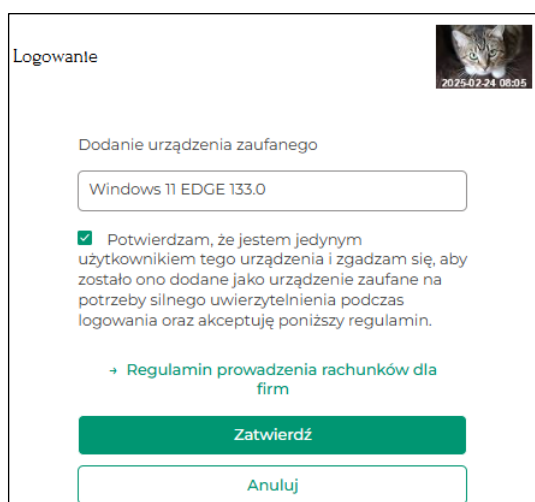 Logowanie
2025-02-24 08:05
Dodanie urządzenia zaufanego
Windows 11 EDGE 133.0
Potwierdzam, że jestem jedynym
użytkownikiem tego urządzenia i zgadzam się, aby
zostało ono dodane jako urządzenie zaufane na
potrzeby silnego uwierzytelnienia podczas
logowania oraz akceptuję poniższy regulamin.
→ Regulamin prowadzenia rachunków dla
firm
Zatwierdź
Anuluj